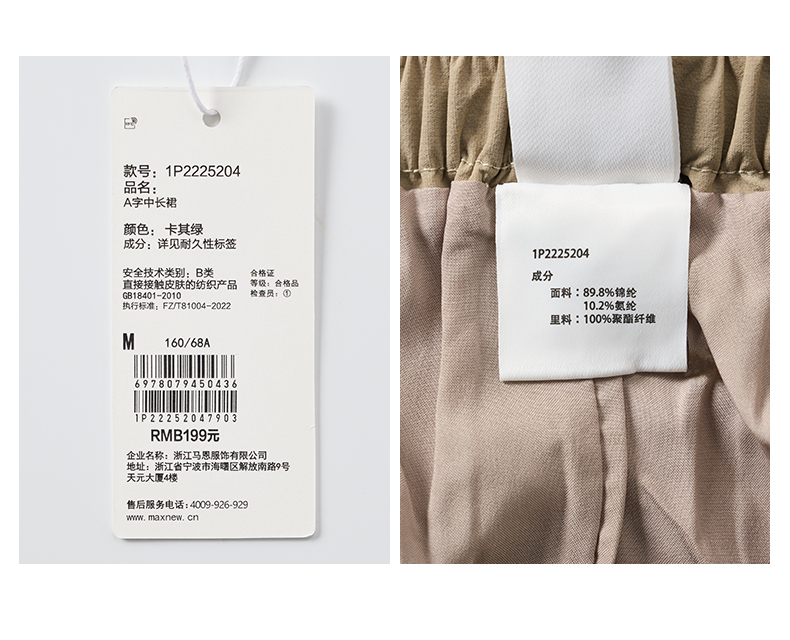 款号：1P2225204
品名：
A字中长裙
颜色：卡其绿
成分：详见耐久性标签
安全技术类别：B类
直接接触皮肤的纺织产品
GB18401-2010
执行标准：FZ/T81004-2022
合格证
等级：合格品
检查员：①
M 160/68A
6978079450436
1P22252047903
RMB199元
企业名称：浙江马恩服饰有限公司
地址：浙江省宁波市海曙区解放南路9号
天元大厦4楼
售后服务电话：4009-926-929
www.maxnew.cn
1P2225204
成分
面料：89.8%锦纶
10.2%氨纶
里料：100%聚酯纤维